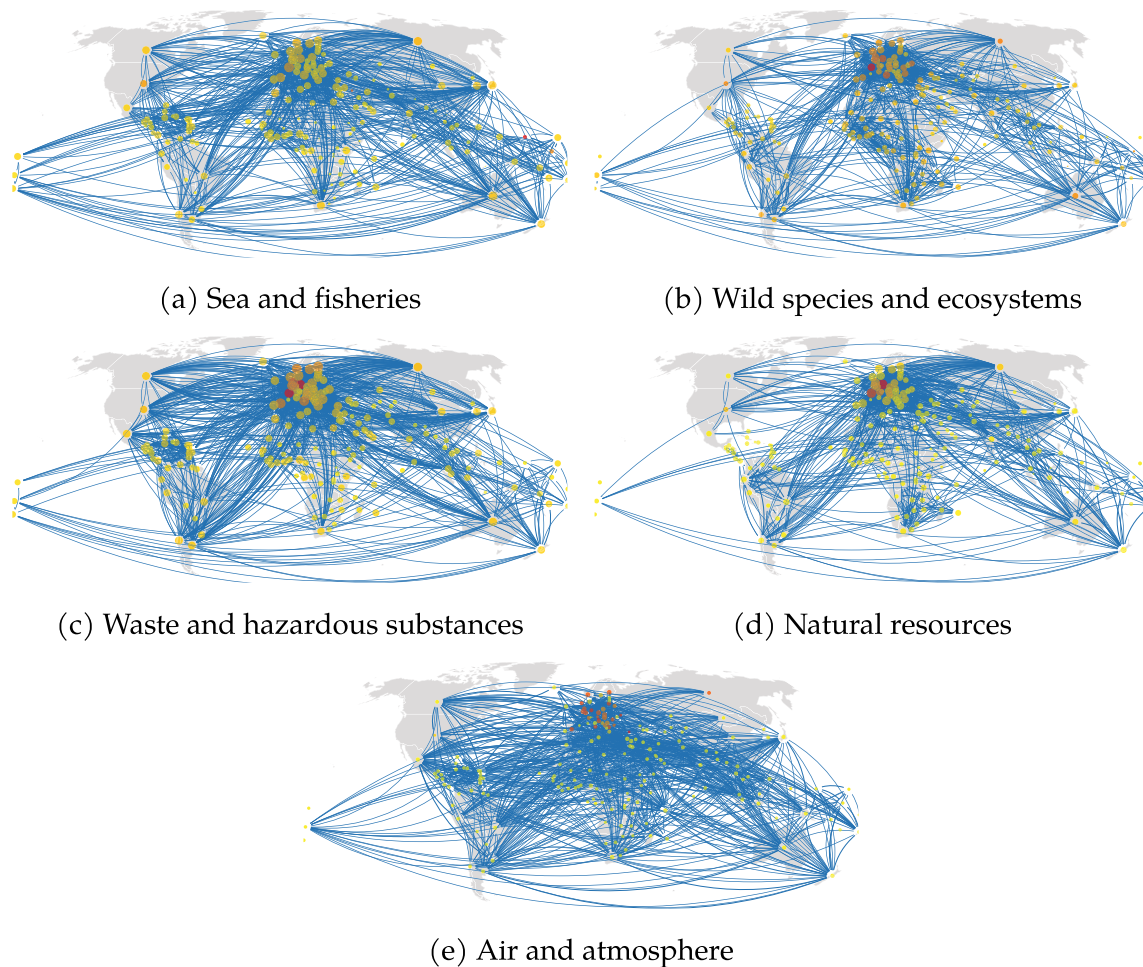 (a) Sea and fisheries
(b) Wild species and ecosystems
(c) Waste and hazardous substances
(d) Natural resources
(e) Air and atmosphere